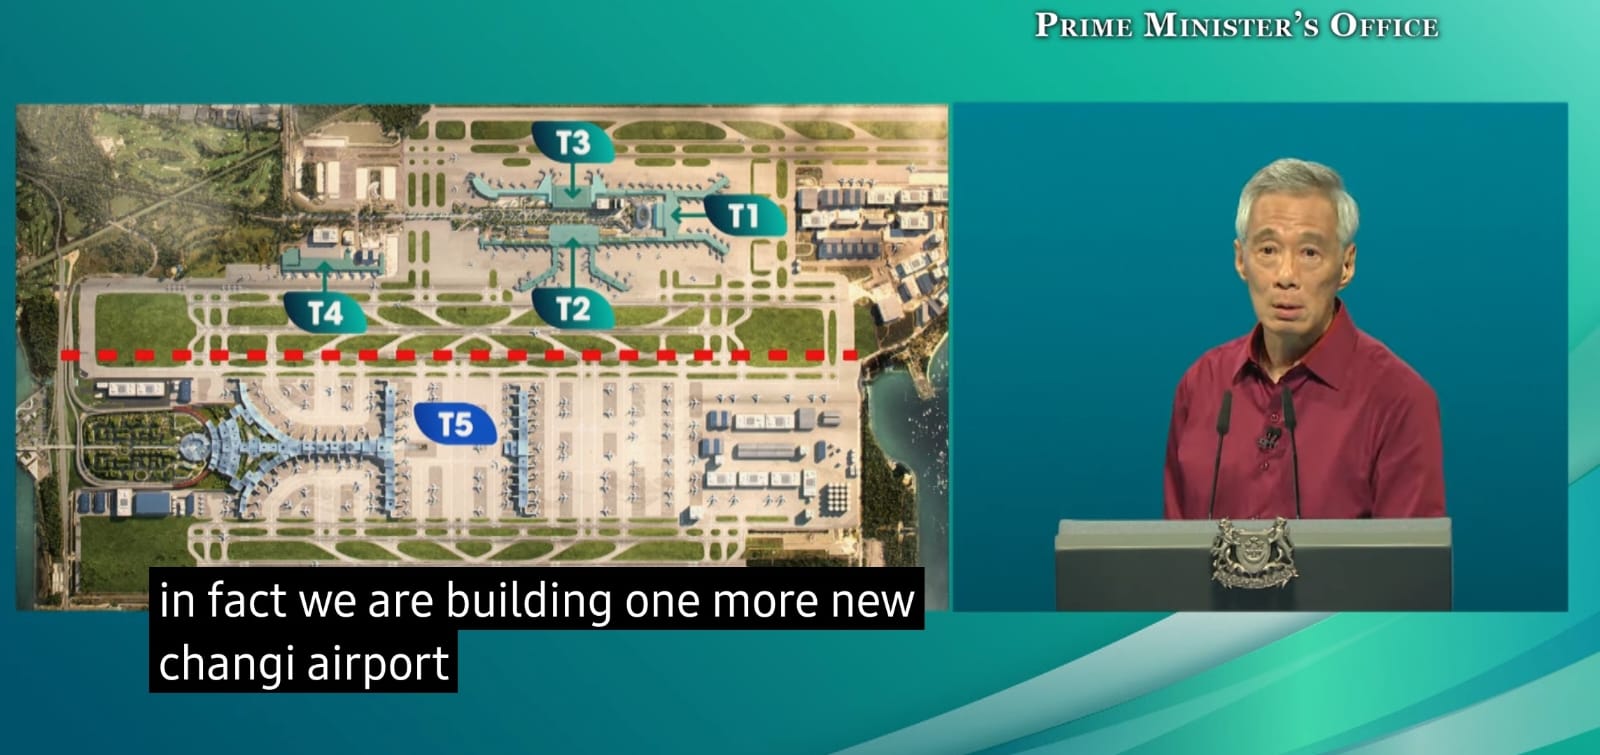 PRIME MINISTER'S OFFICE
T3
T1
T4
T2
T5
in fact we are building one more new
changi airport